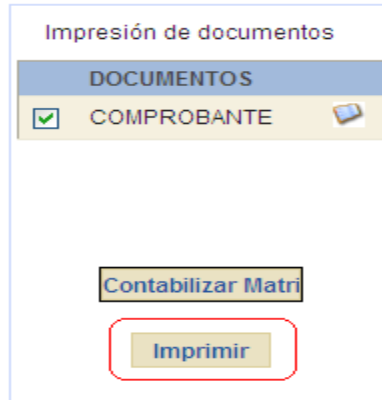 Impresión de documentos
DOCUMENTOS
COMPROBANTE
Contabilizar Matri
Imprimir